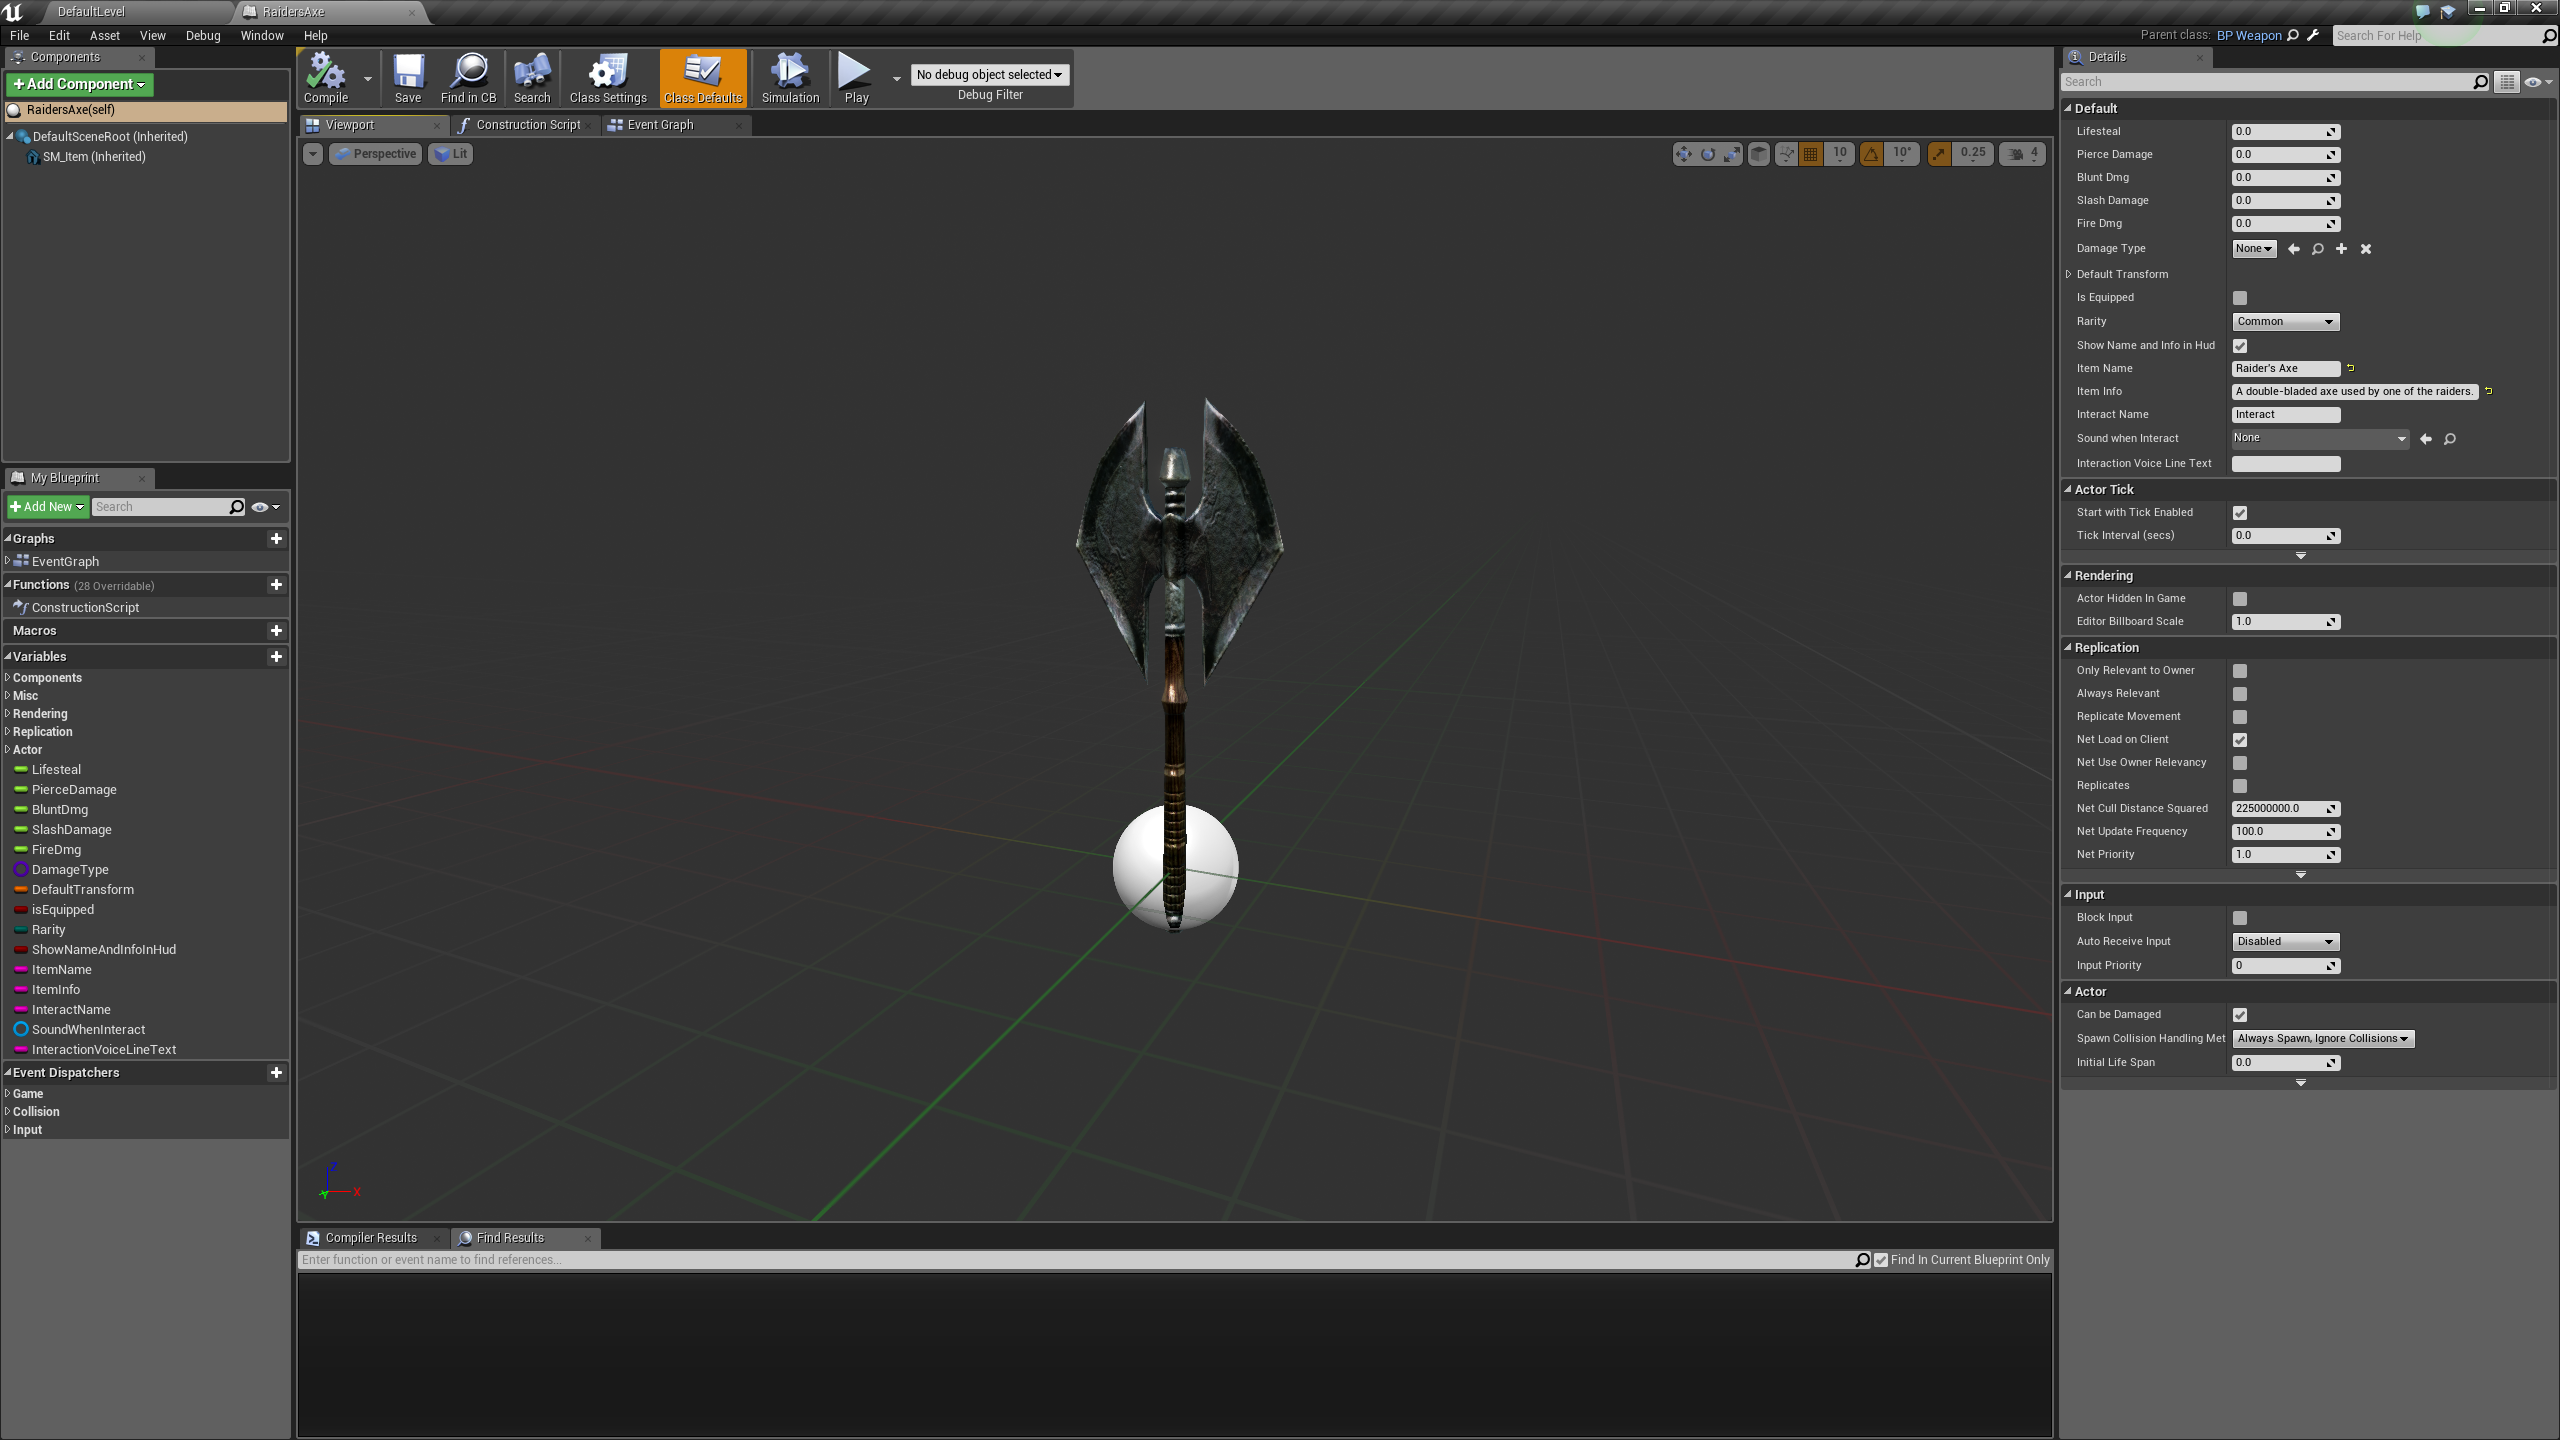 DefaultLevel
RaidersAxe
File Edit Asset View Debug Window Help
Parent class: BP Weapon
Search For Help
Components
Add Component
RaidersAxe(self)
DefaultSceneRoot (Inherited)
SM_Item (Inherited)
My Blueprint
Add New
Search
Graphs
EventGraph
Functions (28 Overridable)
ConstructionScript
Macros
Variables
Components
Misc
Rendering
Replication
Actor
Lifesteal
PierceDamage
BluntDmg
SlashDamage
FireDmg
DamageType
DefaultTransform
isEquipped
Rarity
ShowNameAndInfoInHud
ItemName
ItemInfo
InteractName
SoundWhenInteract
InteractionVoiceLineText
Event Dispatchers
Game
Collision
Input
Compile
Save
Find in CB
Search
Class Settings
Class Defaults
Simulation
Play
No debug object selected
Debug Filter
Viewport
Construction Script
Event Graph
Perspective
Lit
10
10°
0.25
4
Z
X
Y
Compiler Results
Find Results
Enter function or event name to find references...
Find In Current Blueprint Only
Details
Search
Default
Lifesteal 0.0
Pierce Damage 0.0
Blunt Dmg 0.0
Slash Damage 0.0
Fire Dmg 0.0
Damage Type None
Default Transform
Is Equipped
Rarity Common
Show Name and Info in Hud
Item Name Raider's Axe
Item Info A double-bladed axe used by one of the raiders.
Interact Name Interact
Sound when Interact None
Interaction Voice Line Text
Actor Tick
Start with Tick Enabled
Tick Interval (secs) 0.0
Rendering
Actor Hidden In Game
Editor Billboard Scale 1.0
Replication
Only Relevant to Owner
Always Relevant
Replicate Movement
Net Load on Client
Net Use Owner Relevancy
Replicates
Net Cull Distance Squared 225000000.0
Net Update Frequency 100.0
Net Priority 1.0
Input
Block Input
Auto Receive Input Disabled
Input Priority 0
Actor
Can be Damaged
Spawn Collision Handling Met Always Spawn, Ignore Collisions
Initial Life Span 0.0